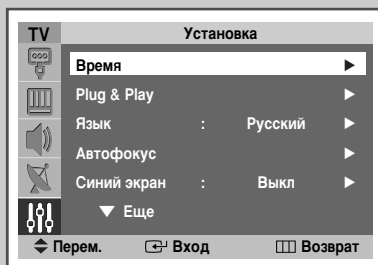 TV Установка
Время ▶
Plug & Play ▶
Язык : Русский ▶
Автофокус ▶
Синий экран : Выкл ▶
▼ Еще
Перем. Вход Возврат